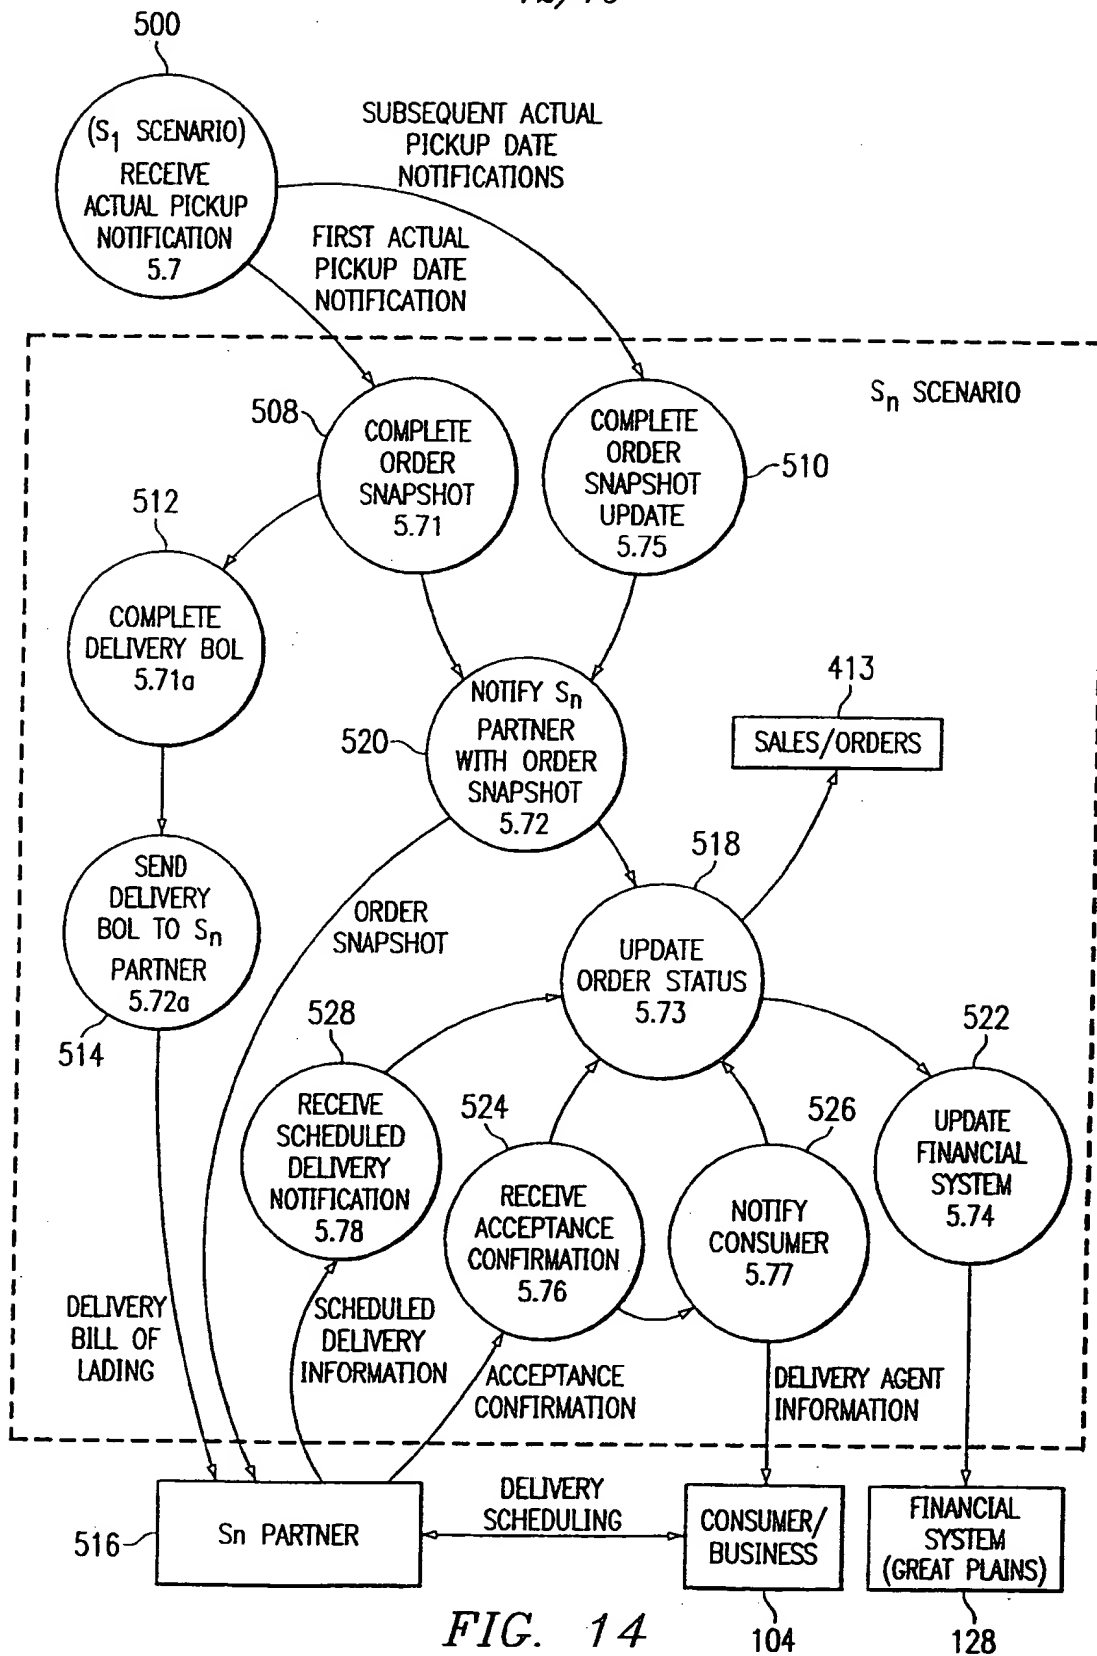 500
(S1 SCENARIO)
RECEIVE
ACTUAL PICKUP
NOTIFICATION
5.7
SUBSEQUENT ACTUAL
PICKUP DATE
NOTIFICATIONS
FIRST ACTUAL
PICKUP DATE
NOTIFICATION
Sn SCENARIO
508
COMPLETE
ORDER
SNAPSHOT
5.71
COMPLETE
ORDER
SNAPSHOT
UPDATE
5.75
510
512
COMPLETE
DELIVERY BOL
5.71a
520
NOTIFY Sn
PARTNER
WITH ORDER
SNAPSHOT
5.72
413
SALES/ORDERS
SEND
DELIVERY
BOL TO Sn
PARTNER
5.72a
514
ORDER
SNAPSHOT
518
UPDATE
ORDER STATUS
5.73
528
RECEIVE
SCHEDULED
DELIVERY
NOTIFICATION
5.78
524
RECEIVE
ACCEPTANCE
CONFIRMATION
5.76
526
NOTIFY
CONSUMER
5.77
522
UPDATE
FINANCIAL
SYSTEM
5.74
DELIVERY
BILL OF
LADING
SCHEDULED
DELIVERY
INFORMATION
ACCEPTANCE
CONFIRMATION
DELIVERY AGENT
INFORMATION
516
Sn PARTNER
DELIVERY
SCHEDULING
CONSUMER/
BUSINESS
FINANCIAL
SYSTEM
(GREAT PLAINS)
104
128
FIG. 14